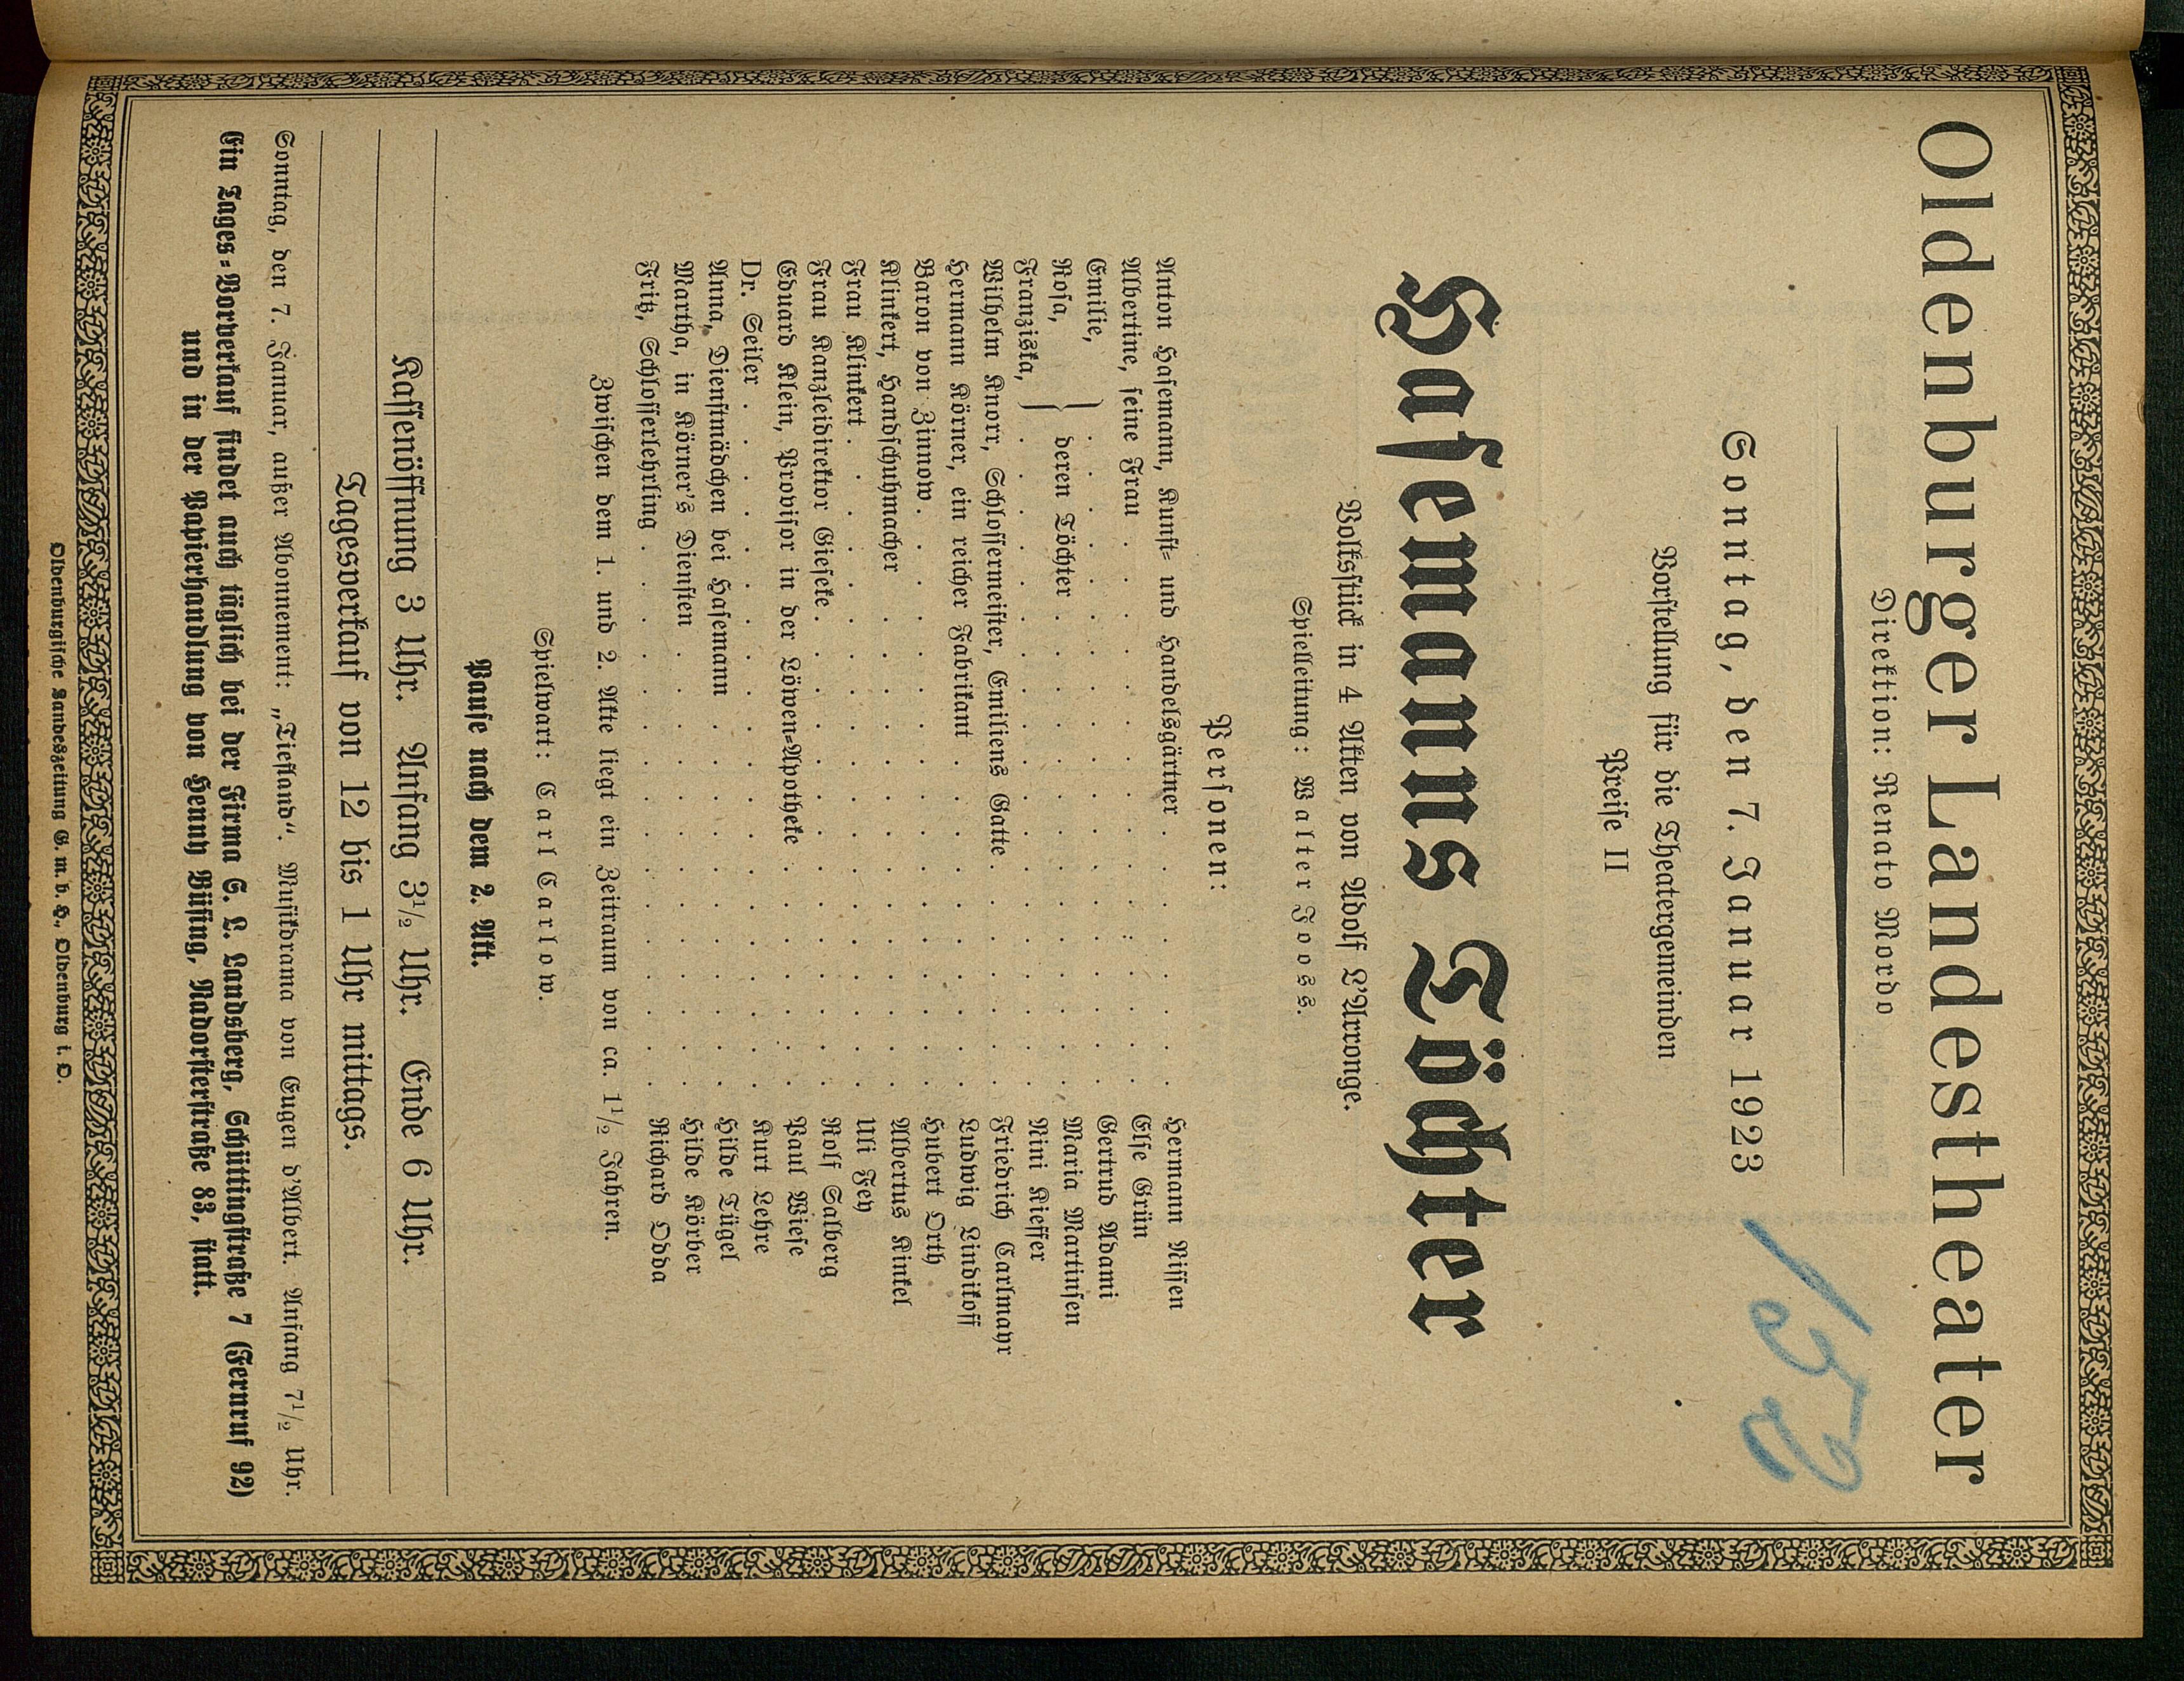 Oldenburger Landestheater
Direktion: Renato Mordo
Sonntag, den 7. Januar 1923
152
Vorstellung für die Theatergemeinden
Preise II
Hasemanns Töchter
Volksstück in 4 Akten von Adolf L'Arronge.
Spielleitung: Walter Jooss.
Personen:
Anton Hasemann, Kunst- und Handelsgärtner . . . . . . . . Hermann Nissen
Albertine, seine Frau . . . . . . . . . . . . Else Grün
Emilie, . . . . . . . . . . . . Gertrud Adami
Rosa, } deren Töchter . . . . . . . . . . . . Maria Martinsen
Franziska, . . . . . . . . . . . . Nini Kieffer
Wilhelm Knorr, Schlossermeister, Emiliens Gatte . . . . . . . Friedrich Carlmayr
Hermann Körner, ein reicher Fabrikant . . . . . . . . . Ludwig Lindikoff
Baron von Zinnow . . . . . . . . . . . . Hubert Orth
Klinkert, Handschuhmacher . . . . . . . . . . . Albertus Kinkel
Frau Klinkert . . . . . . . . . . . . Uli Fey
Frau Kanzleidirektor Gieseke . . . . . . . . . . . Rolf Salberg
Eduard Klein, Provisor in der Löwen-Apotheke . . . . . . . Paul Wiese
Dr. Seiler . . . . . . . . . . . . Kurt Lehre
Anna, Dienstmädchen bei Hasemann . . . . . . . . . . Hilde Tügel
Martha, in Körner's Diensten . . . . . . . . . . . Hilde Körber
Fritz, Schlosserlehrling . . . . . . . . . . . . Richard Odda
Zwischen dem 1. und 2. Akte liegt ein Zeitraum von ca. 1½ Jahren.
Spielwart: Carl Carlow.
Pause nach dem 2. Akt.
Kassenöffnung 3 Uhr. Anfang 3½ Uhr. Ende 6 Uhr.
Tagesverkauf von 12 bis 1 Uhr mittags.
Sonntag, den 7. Januar, außer Abonnement: „Tiefland“. Musikdrama von Eugen d'Albert. Anfang 7½ Uhr.
Ein Tages-Vorverkauf findet auch täglich bei der Firma G. L. Landsberg, Schüttingstraße 7 (Fernruf 92)
und in der Papierhandlung von Henny Büsing, Nadorsterstraße 83, statt.
Oldenburgische Landeszeitung G. m. b. H., Oldenburg i. O.